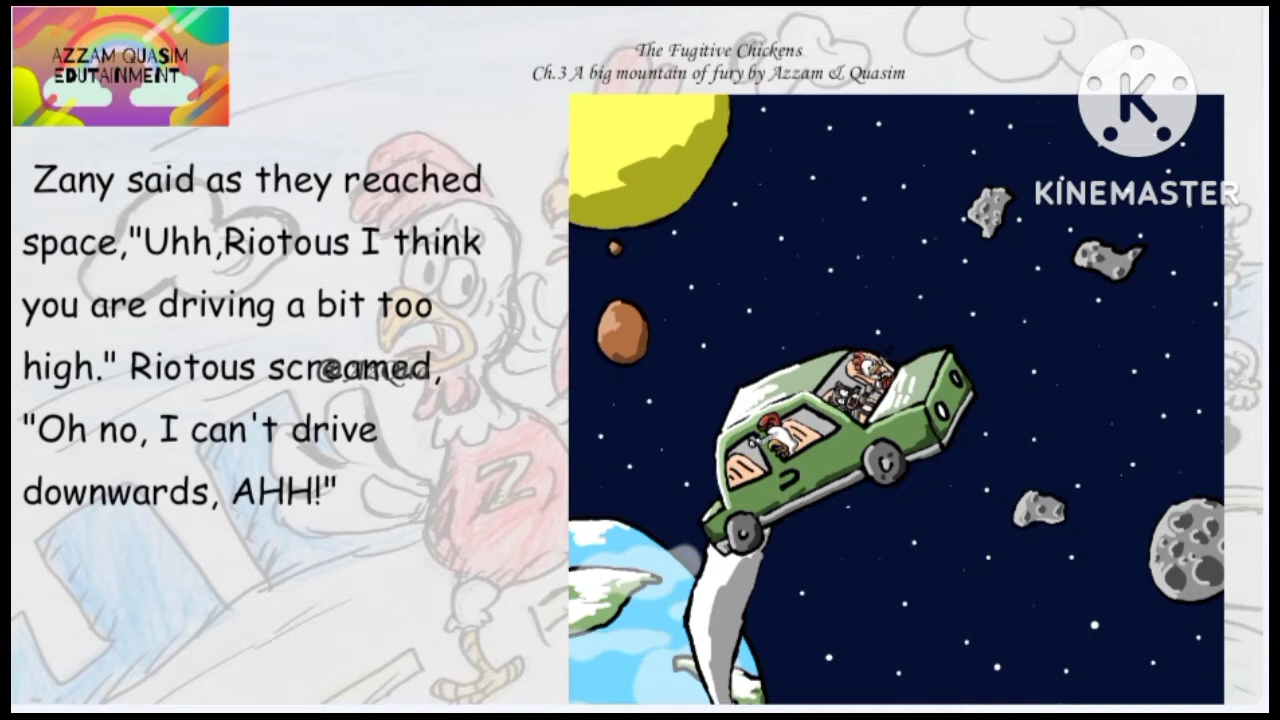 AZZAM QUASIM
EDUTAINMENT
The Fugitive Chickens
Ch.3 A big mountain of fury by Azzam & Quasim
K
KINEMASTER
Zany said as they reached
space,"Uhh,Riotous I think
you are driving a bit too
high." Riotous screamed,
"Oh no, I can't drive
downwards, AHH!"
Z